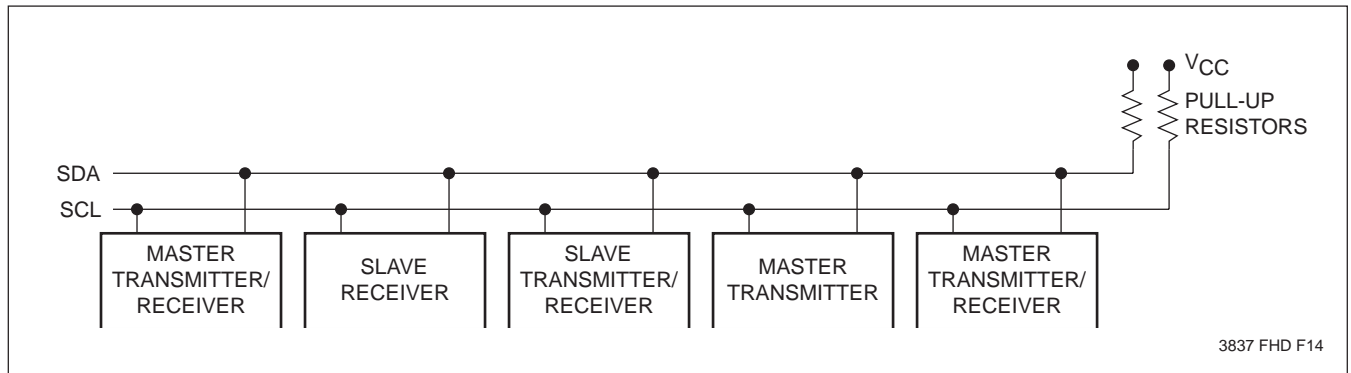 VCC
PULL-UP
RESISTORS
SDA
SCL
MASTER
TRANSMITTER/
RECEIVER
SLAVE
RECEIVER
SLAVE
TRANSMITTER/
RECEIVER
MASTER
TRANSMITTER
MASTER
TRANSMITTER/
RECEIVER
3837 FHD F14